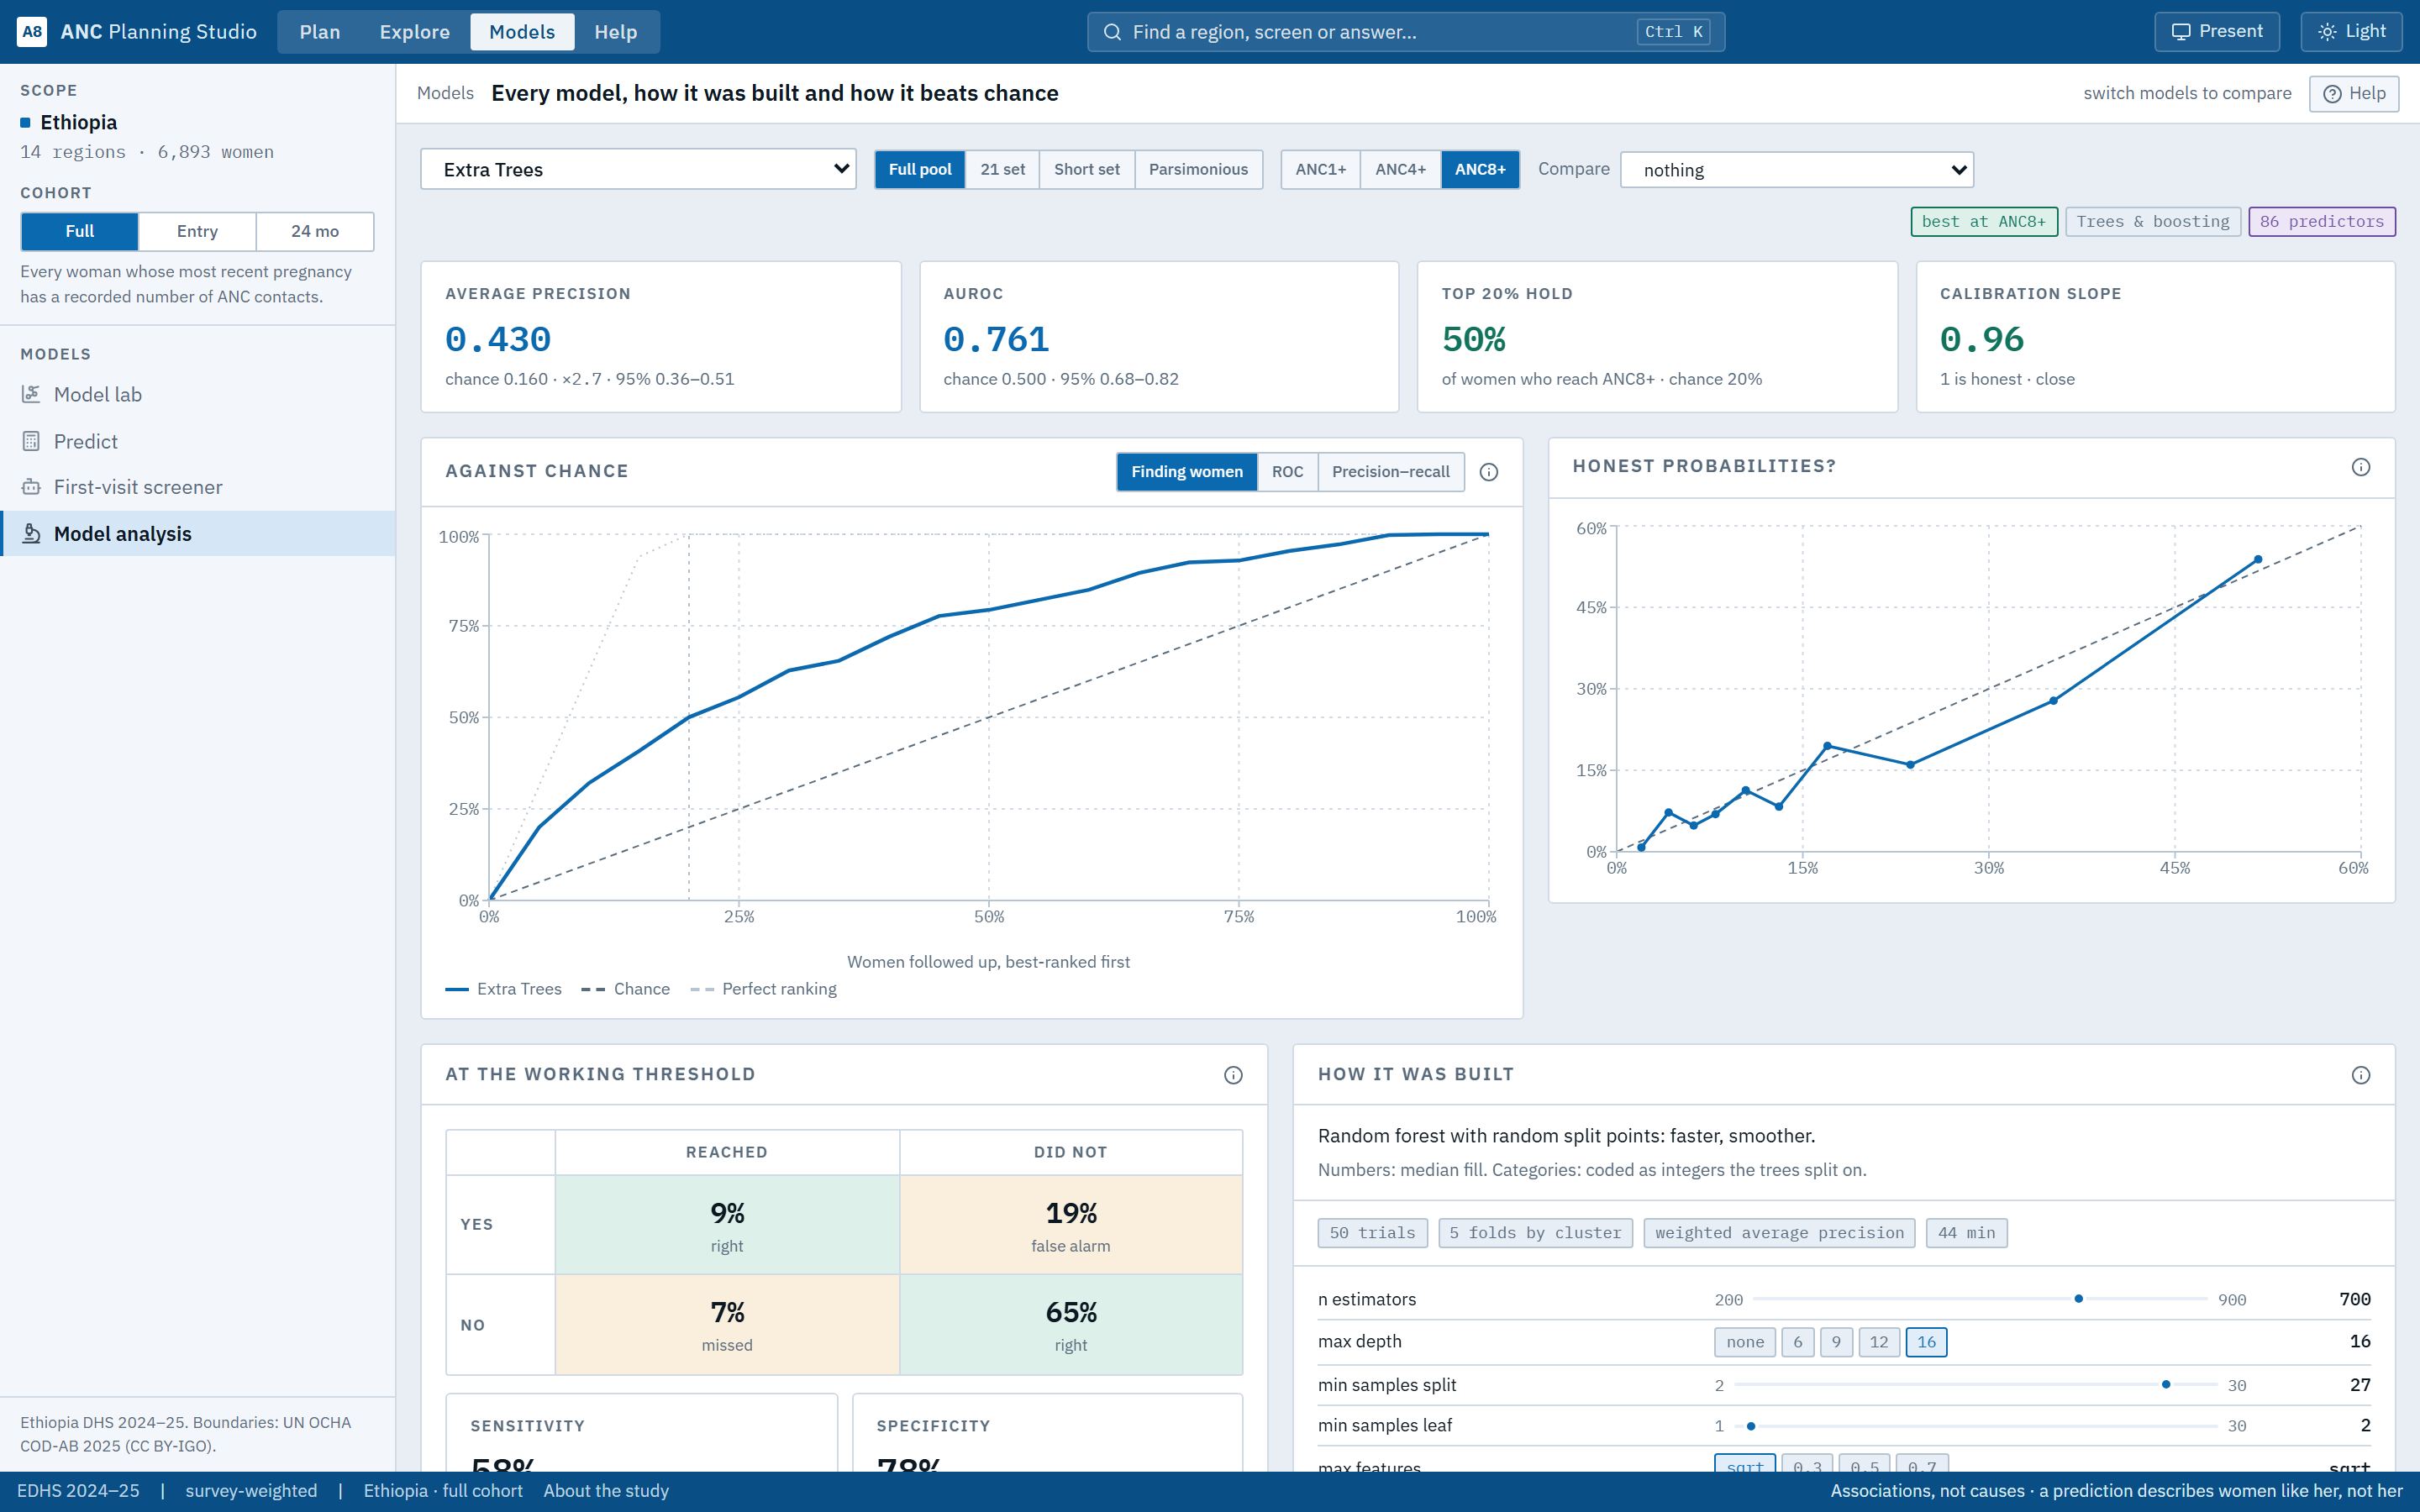 A8 ANC Planning Studio Plan Explore Models Help Find a region, screen or answer... Ctrl K Present Light
SCOPE
Ethiopia
14 regions · 6,893 women
COHORT
Full Entry 24 mo
Every woman whose most recent pregnancy
has a recorded number of ANC contacts.
MODELS
Model lab
Predict
First-visit screener
Model analysis
Ethiopia DHS 2024–25. Boundaries: UN OCHA
COD-AB 2025 (CC BY-IGO).
Models Every model, how it was built and how it beats chance switch models to compare Help
Extra Trees Full pool 21 set Short set Parsimonious ANC1+ ANC4+ ANC8+ Compare nothing
best at ANC8+ Trees & boosting 86 predictors
AVERAGE PRECISION
0.430
chance 0.160 · ×2.7 · 95% 0.36–0.51
AUROC
0.761
chance 0.500 · 95% 0.68–0.82
TOP 20% HOLD
50%
of women who reach ANC8+ · chance 20%
CALIBRATION SLOPE
0.96
1 is honest · close
AGAINST CHANCE Finding women ROC Precision–recall
100%
75%
50%
25%
0%
0% 25% 50% 75% 100%
Women followed up, best-ranked first
Extra Trees Chance Perfect ranking
HONEST PROBABILITIES?
60%
45%
30%
15%
0%
0% 15% 30% 45% 60%
AT THE WORKING THRESHOLD
REACHED DID NOT
YES 9% 19%
right false alarm
NO 7% 65%
missed right
SENSITIVITY SPECIFICITY
58% 78%
HOW IT WAS BUILT
Random forest with random split points: faster, smoother.
Numbers: median fill. Categories: coded as integers the trees split on.
50 trials 5 folds by cluster weighted average precision 44 min
n estimators 200 900 700
max depth none 6 9 12 16 16
min samples split 2 30 27
min samples leaf 1 30 2
max features sqrt 0.3 0.5 0.7 sqrt
EDHS 2024–25 | survey-weighted | Ethiopia · full cohort About the study Associations, not causes · a prediction describes women like her, not her